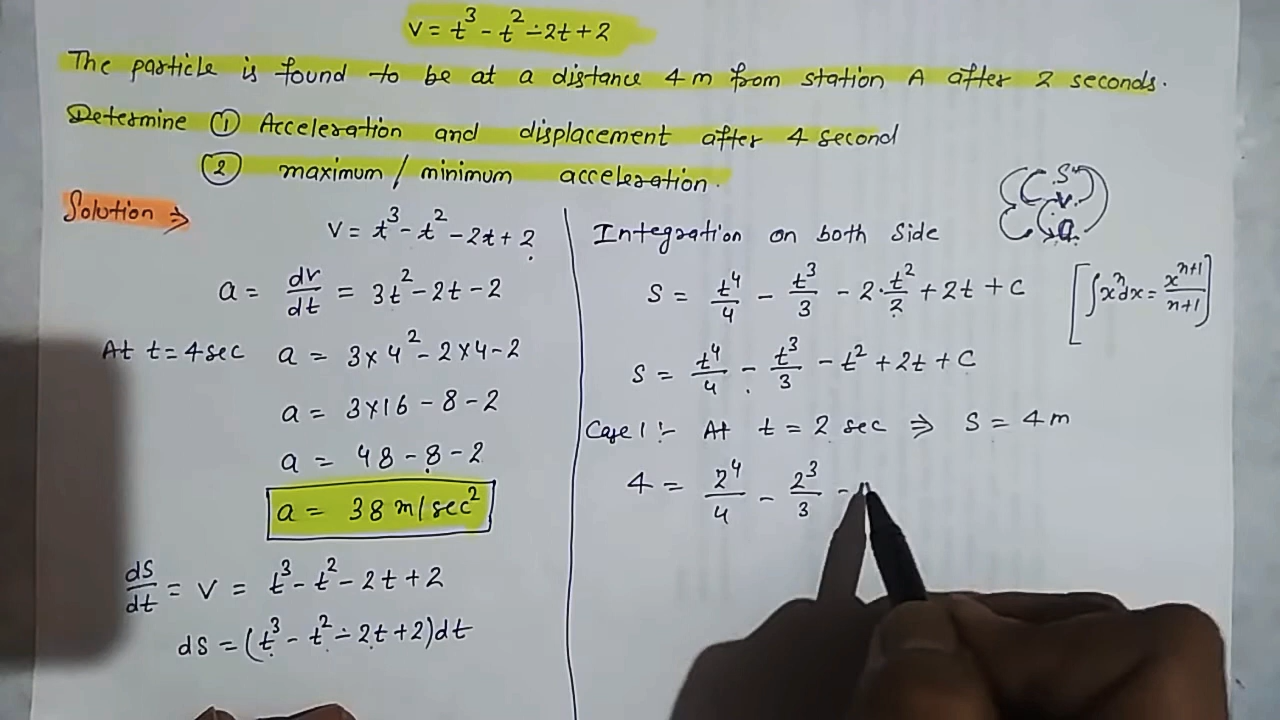 v = t³ - t² ÷ 2t + 2
The particle is found to be at a distance 4 m from station A after 2 seconds.
Determine ① Acceleration and displacement after 4 second
② maximum / minimum acceleration.
Solution ⇒
v = t³ - t² - 2t + 2
a = dv/dt = 3t² - 2t - 2
At t = 4 sec a = 3 × 4² - 2 × 4 - 2
a = 3 × 16 - 8 - 2
a = 48 - 8 - 2
a = 38 m/sec²
ds/dt = v = t³ - t² - 2t + 2
ds = (t³ - t² ÷ 2t + 2)dt
Integration on both side
S = t⁴/4 - t³/3 - 2·t²/2 + 2t + C
[∫xⁿdx = xⁿ⁺¹/n+1]
S = t⁴/4 - t³/3 - t² + 2t + C
Case 1 :- At t = 2 sec ⇒ S = 4 m
4 = 2⁴/4 - 2³/3 -
S
v
a